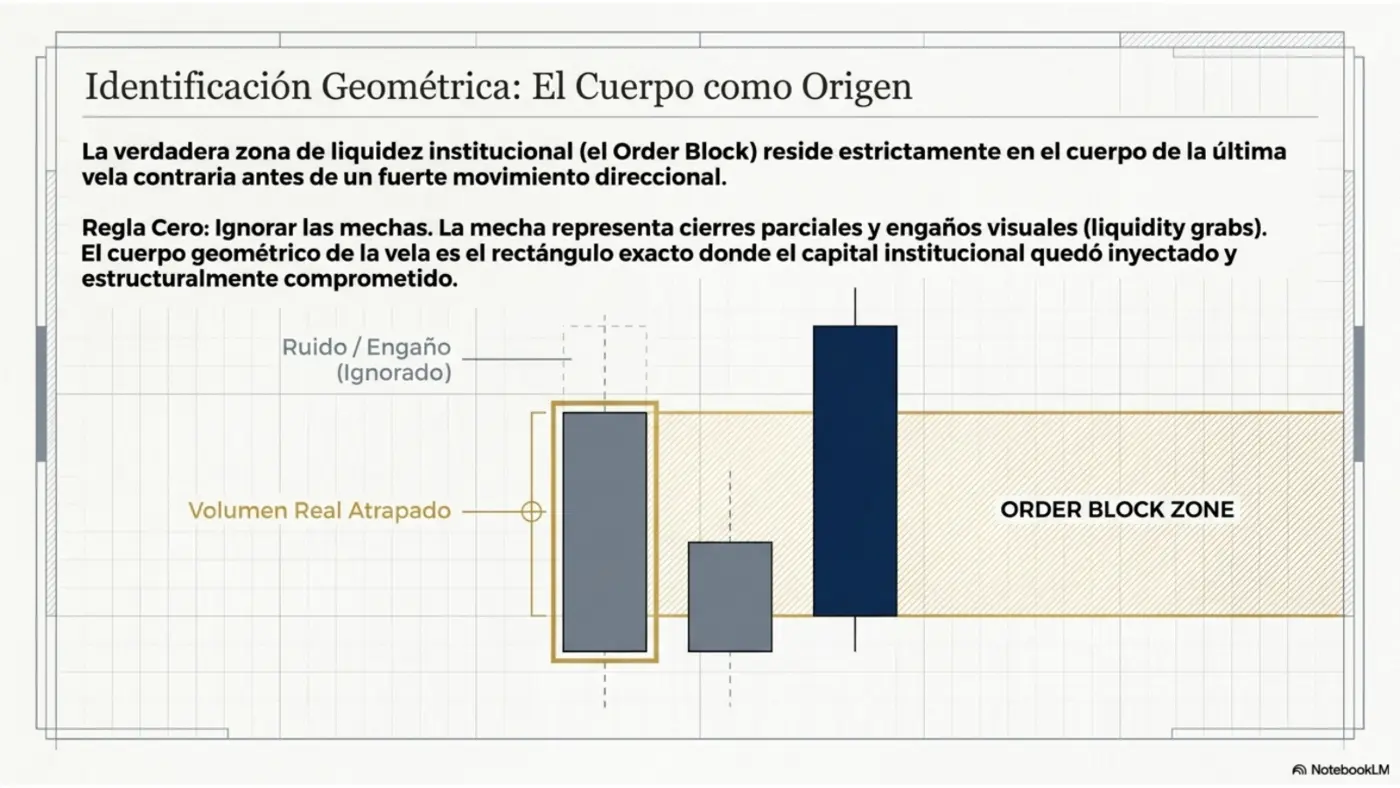 Identificación Geométrica: El Cuerpo como Origen
La verdadera zona de liquidez institucional (el Order Block) reside estrictamente en el cuerpo de la última
vela contraria antes de un fuerte movimiento direccional.
Regla Cero: Ignorar las mechas. La mecha representa cierres parciales y engaños visuales (liquidity grabs).
El cuerpo geométrico de la vela es el rectángulo exacto donde el capital institucional quedó inyectado y
estructuralmente comprometido.
Ruido / Engaño
(Ignorado)
Volumen Real Atrapado
ORDER BLOCK ZONE
NotebookLM